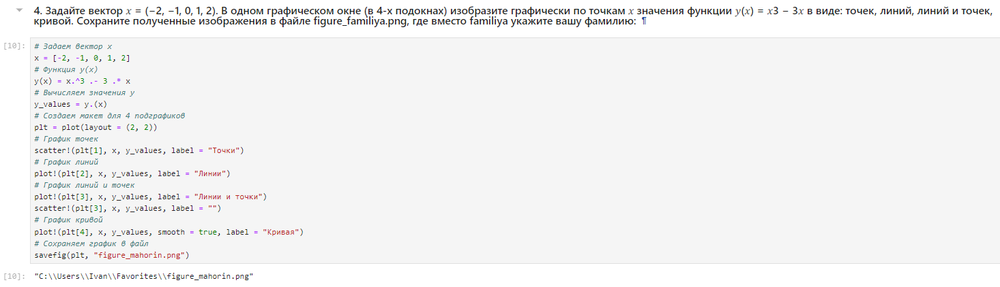 4. Задайте вектор x = (−2, −1, 0, 1, 2). В одном графическом окне (в 4-х подокнах) изобразите графически по точкам x значения функции y(x) = x3 − 3x в виде: точек, линий, линий и точек,
кривой. Сохраните полученные изображения в файле figure_familiya.png, где вместо familiya укажите вашу фамилию: ¶
[10]: # Задаем вектор x
x = [-2, -1, 0, 1, 2]
# Функция y(x)
y(x) = x.^3 .- 3 .* x
# Вычисляем значения y
y_values = y.(x)
# Создаем макет для 4 подграфиков
plt = plot(layout = (2, 2))
# График точек
scatter!(plt[1], x, y_values, label = "Точки")
# График линий
plot!(plt[2], x, y_values, label = "Линии")
# График линий и точек
plot!(plt[3], x, y_values, label = "Линии и точки")
scatter!(plt[3], x, y_values, label = "")
# График кривой
plot!(plt[4], x, y_values, smooth = true, label = "Кривая")
# Сохраняем график в файл
savefig(plt, "figure_mahorin.png")
[10]: "C:\\Users\\Ivan\\Favorites\\figure_mahorin.png"